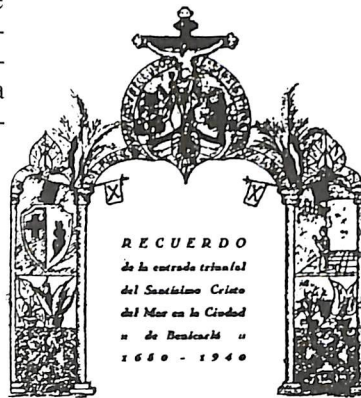 RECUERDO
de la entrada triunfal
del Santísimo Cristo
del Mar en la Ciudad
de Benicarló
1650 - 1940